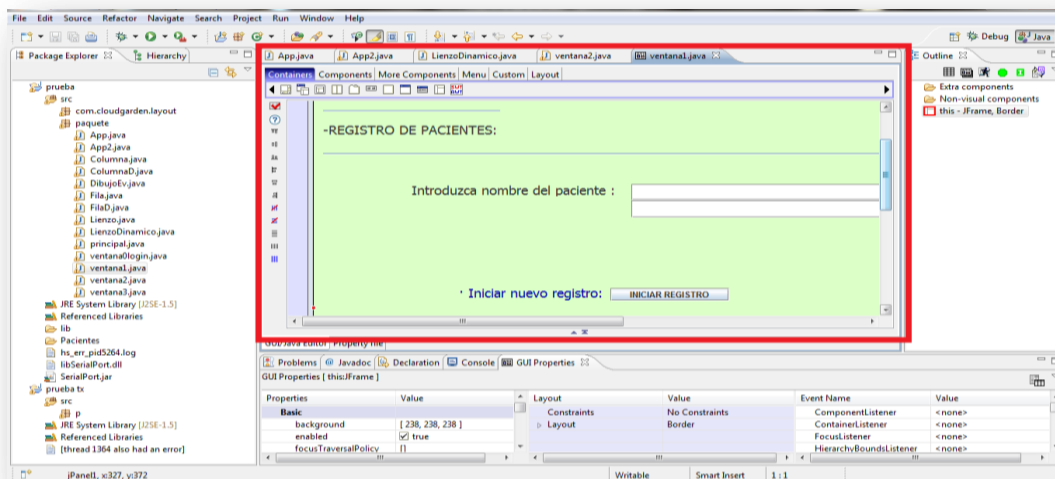 File Edit Source Refactor Navigate Search Project Run Window Help
Debug Java
Package Explorer Hierarchy
prueba
src
com.cloudgarden.layout
paquete
App.java
App2.java
Columna.java
ColumnaD.java
DibujoEv.java
Fila.java
FilaD.java
Lienzo.java
LienzoDinamico.java
principal.java
ventana0login.java
ventana1.java
ventana2.java
ventana3.java
JRE System Library [J2SE-1.5]
Referenced Libraries
lib
Pacientes
hs_err_pid5264.log
libSerialPort.dll
SerialPort.jar
prueba tx
src
p
JRE System Library [J2SE-1.5]
Referenced Libraries
[thread 1364 also had an error]
App.java App2.java LienzoDinamico.java ventana2.java ventana1.java
Containers Components More Components Menu Custom Layout
-REGISTRO DE PACIENTES:
Introduzca nombre del paciente :
· Iniciar nuevo registro: INICIAR REGISTRO
GUI/Java Editor Property file
Outline
Extra components
Non-visual components
this - JFrame, Border
Problems @ Javadoc Declaration Console GUI Properties
GUI Properties [ this:JFrame ]
Properties Value Layout Value Event Name Value
Basic Constraints No Constraints ComponentListener <none>
background [ 238, 238, 238 ] Layout Border ContainerListener <none>
enabled true FocusListener <none>
focusTraversalPolicy [] HierarchyBoundsListener <none>
jPanel1, x:327, y:372 Writable Smart Insert 1 : 1